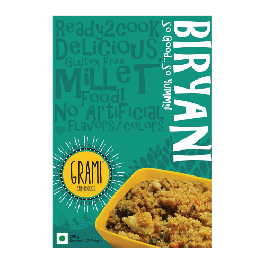 Ready2cook
Delicious
Gluten Free
Millet
Food!
No Artificial
Flavors/colors.
BIRYANI
So Good.. So Yummy
GRAMI